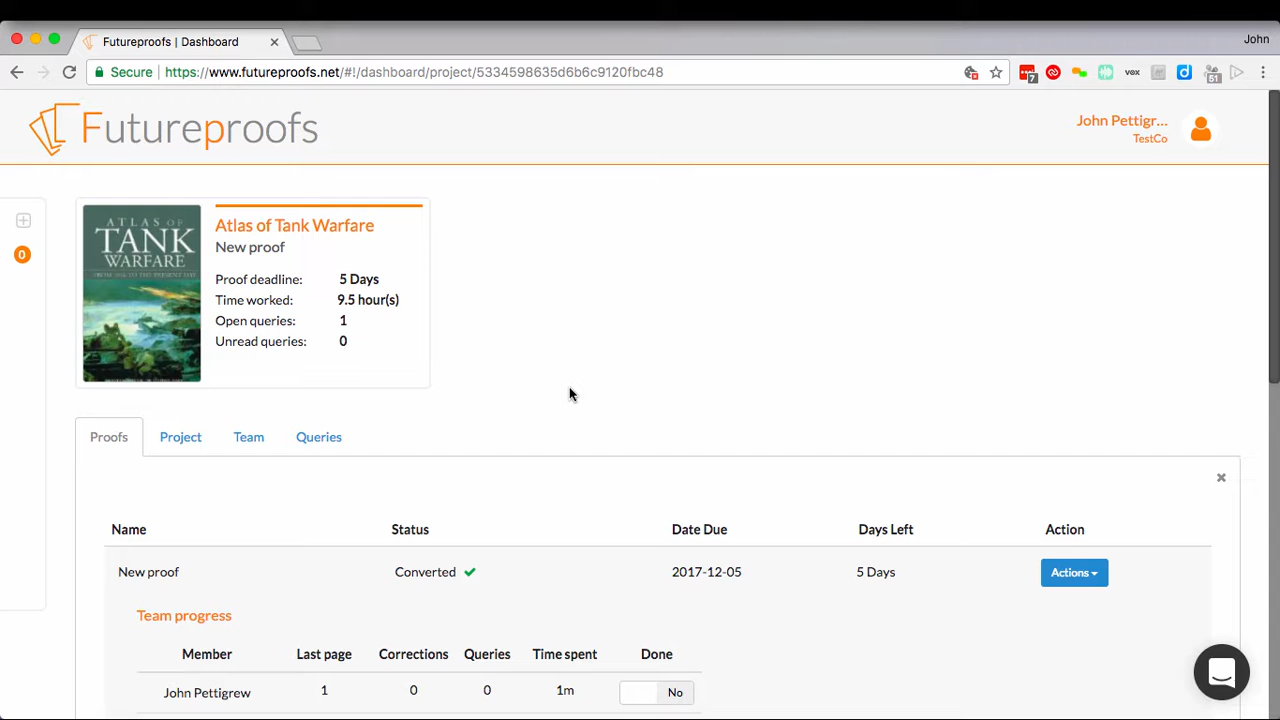 Futureproofs | Dashboard
John
Secure
https://www.futureproofs.net/#!/dashboard/project/5334598635d6b6c9120fbc48
7
vox
51
Futureproofs
John Pettigr...
TestCo
0
ATLAS OF
TANK
WARFARE
Atlas of Tank Warfare
New proof
Proof deadline: 5 Days
Time worked: 9.5 hour(s)
Open queries: 1
Unread queries: 0
Proofs Project Team Queries
Name Status Date Due Days Left Action
New proof Converted 2017-12-05 5 Days Actions
Team progress
Member Last page Corrections Queries Time spent Done
John Pettigrew 1 0 0 1m No